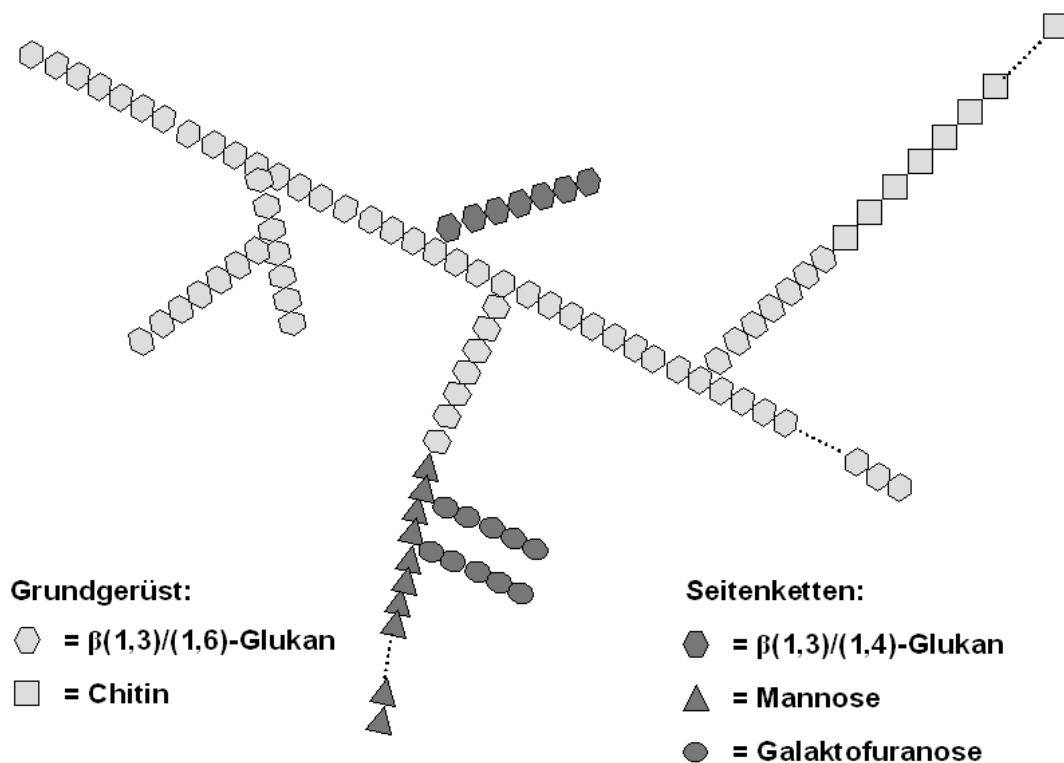 Grundgerüst:
= β(1,3)/(1,6)-Glukan
= Chitin
Seitenketten:
= β(1,3)/(1,4)-Glukan
= Mannose
= Galaktofuranose